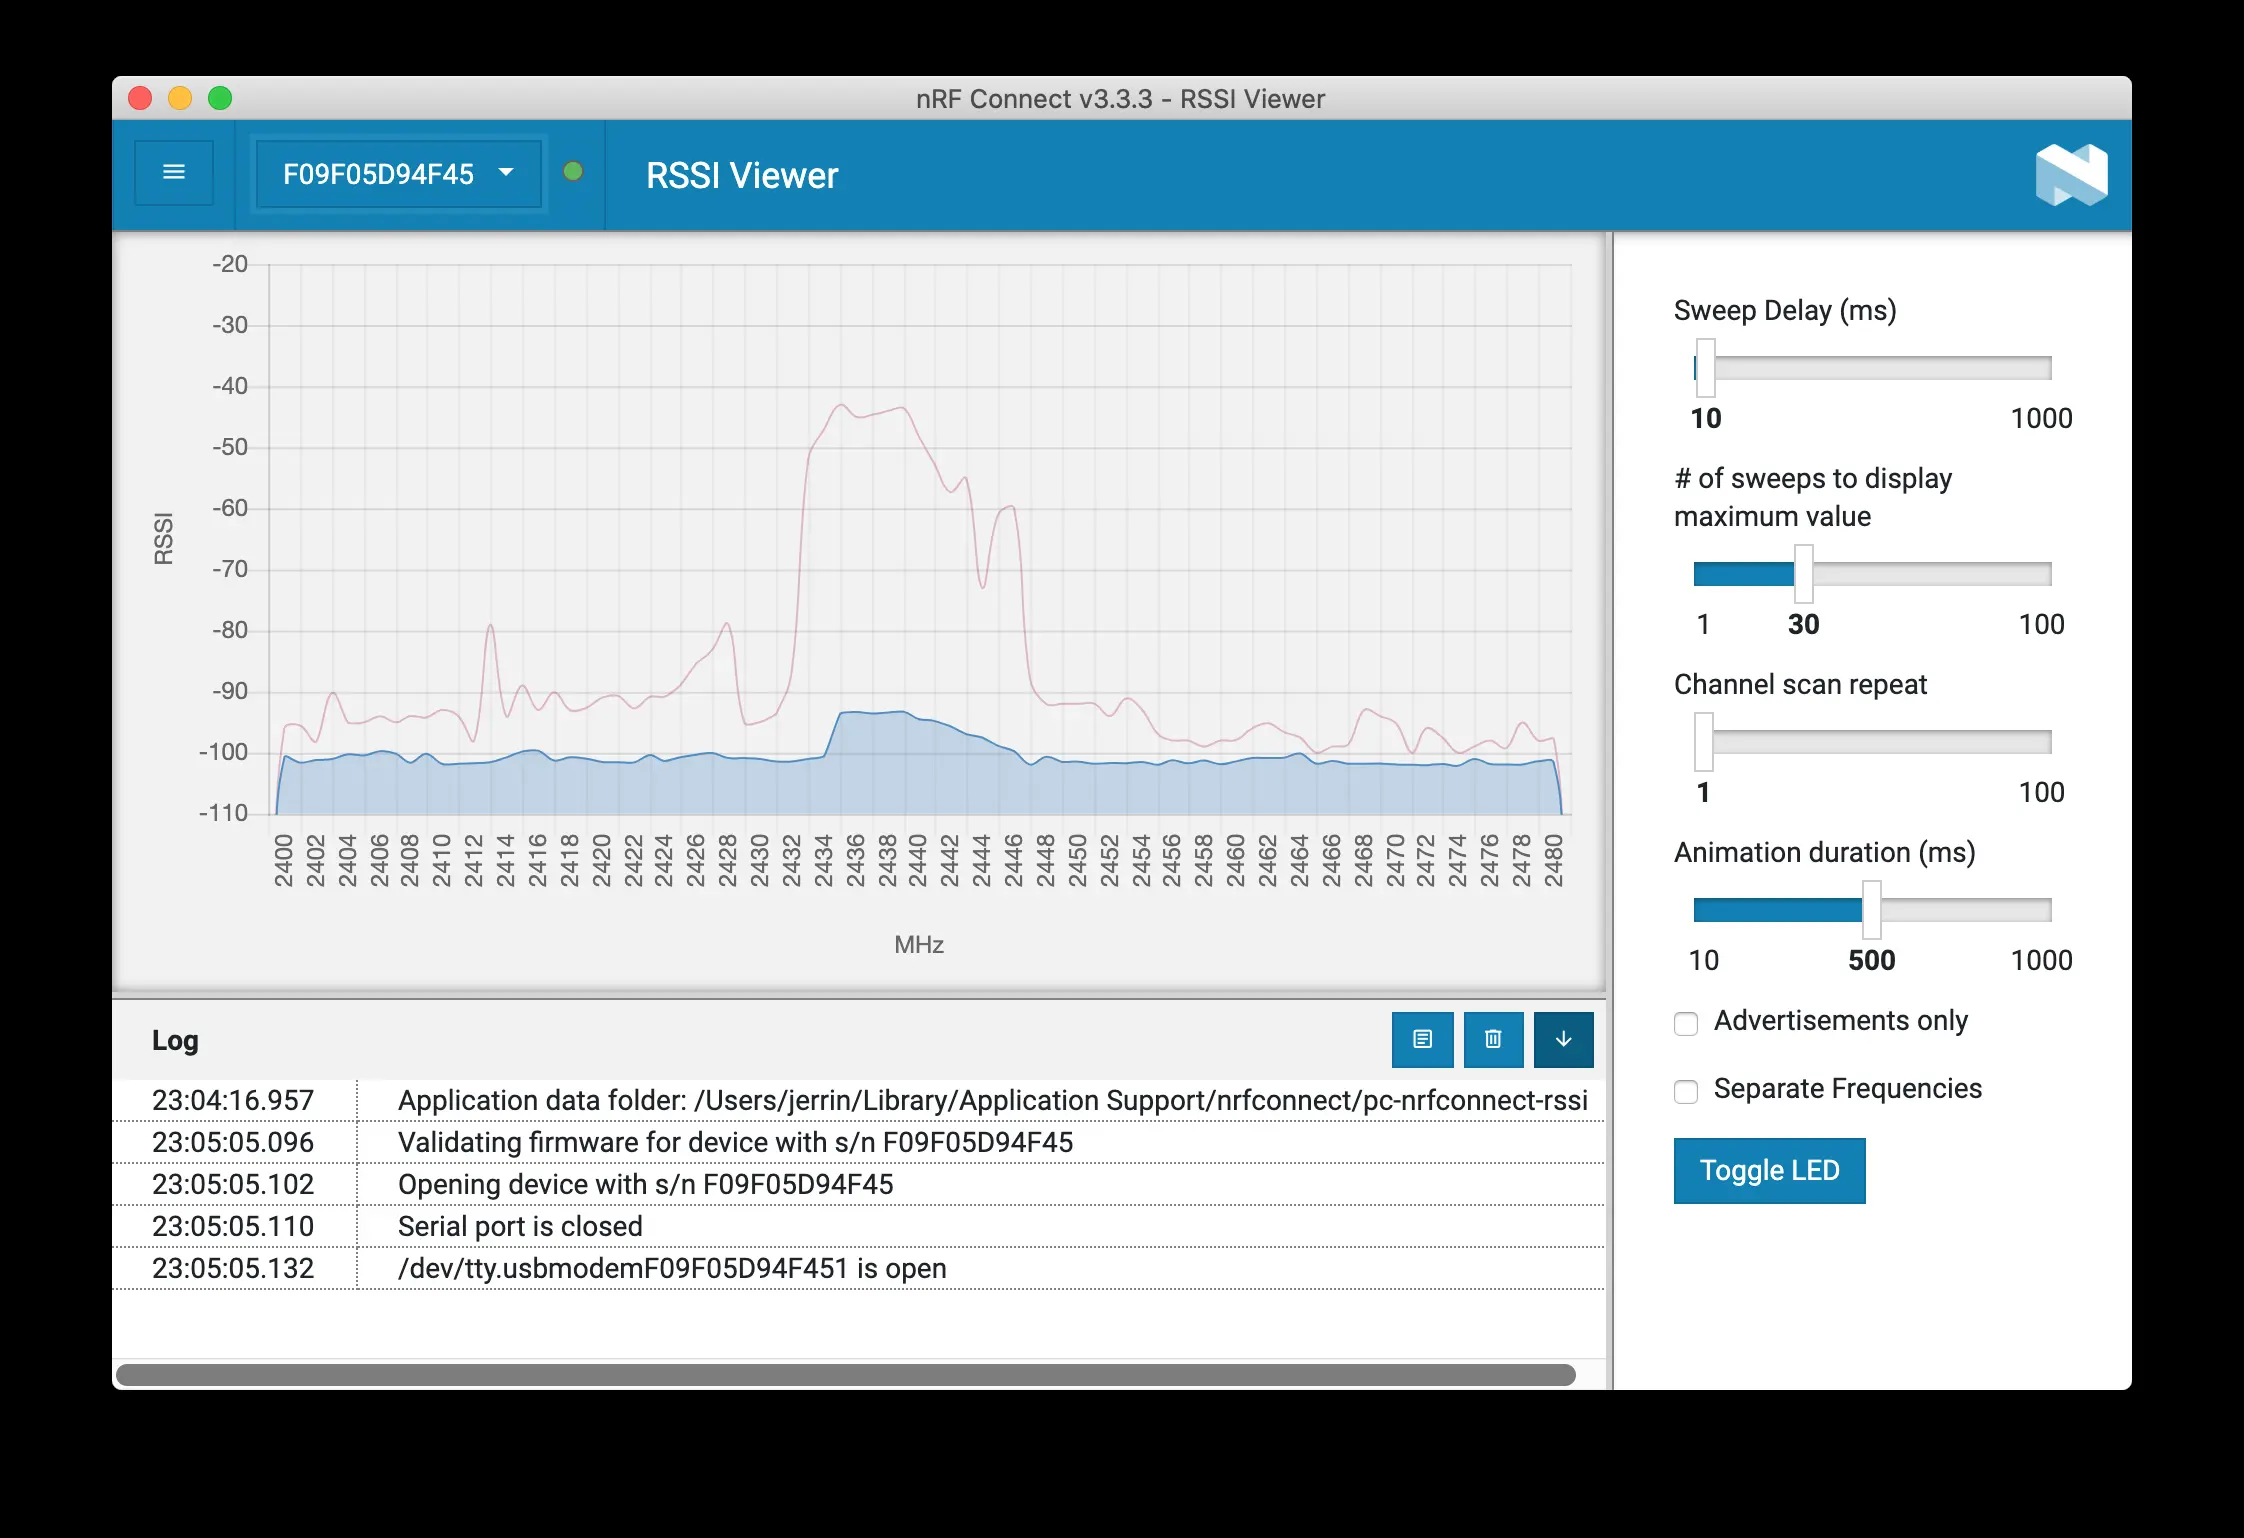 nRF Connect v3.3.3 - RSSI Viewer
F09F05D94F45
RSSI Viewer
-20
-30
-40
-50
-60
-70
-80
-90
-100
-110
RSSI
2400 2402 2404 2406 2408 2410 2412 2414 2416 2418 2420 2422 2424 2426 2428 2430 2432 2434 2436 2438 2440 2442 2444 2446 2448 2450 2452 2454 2456 2458 2460 2462 2464 2466 2468 2470 2472 2474 2476 2478 2480
MHz
Sweep Delay (ms)
10 1000
# of sweeps to display
maximum value
1 30 100
Channel scan repeat
1 100
Animation duration (ms)
10 500 1000
Advertisements only
Separate Frequencies
Toggle LED
Log
23:04:16.957 Application data folder: /Users/jerrin/Library/Application Support/nrfconnect/pc-nrfconnect-rssi
23:05:05.096 Validating firmware for device with s/n F09F05D94F45
23:05:05.102 Opening device with s/n F09F05D94F45
23:05:05.110 Serial port is closed
23:05:05.132 /dev/tty.usbmodemF09F05D94F451 is open